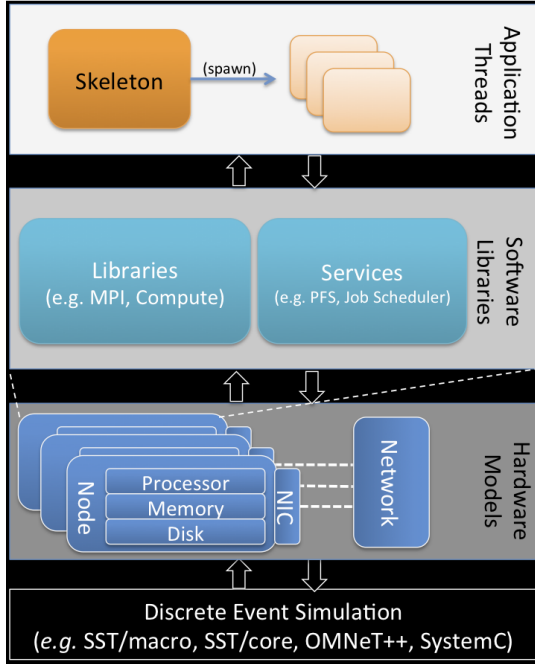 Skeleton
(spawn)
Application
Threads
Libraries
(e.g. MPI, Compute)
Services
(e.g. PFS, Job Scheduler)
Software
Libraries
Node
Processor
Memory
Disk
NIC
Network
Hardware
Models
Discrete Event Simulation
(e.g. SST/macro, SST/core, OMNeT++, SystemC)